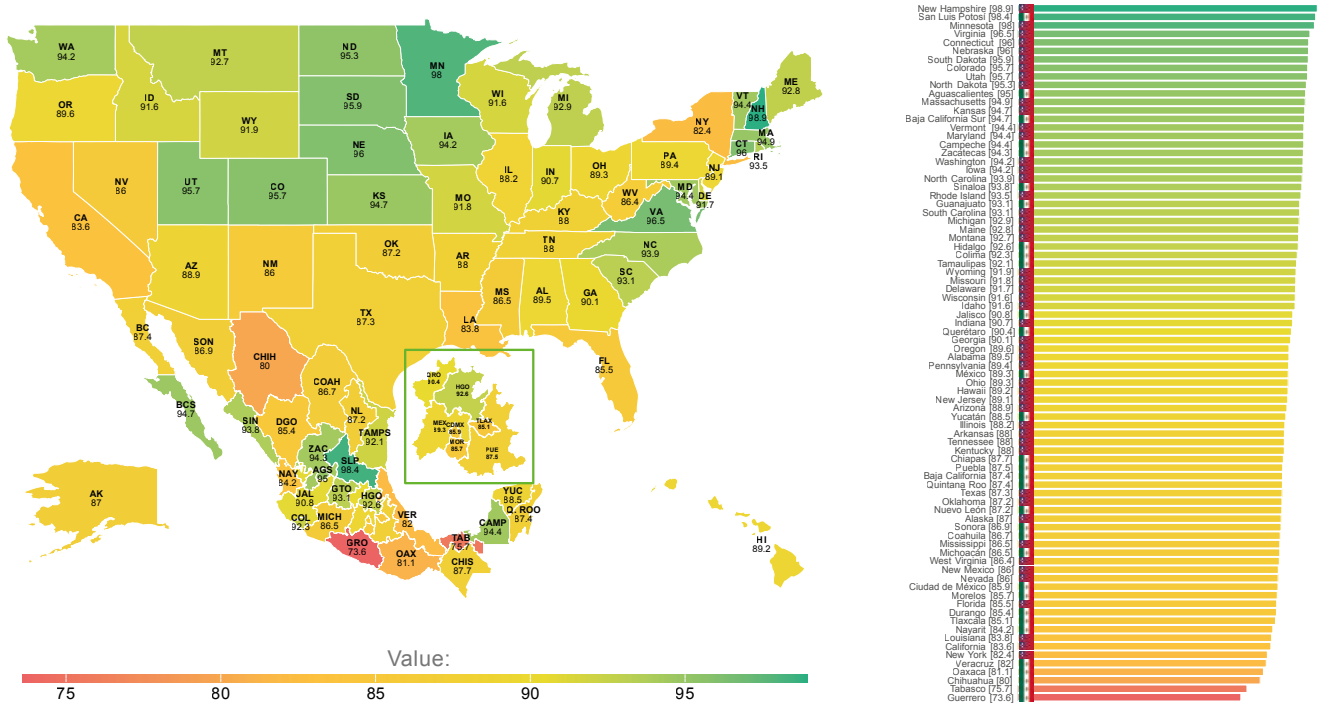 WA
94.2
MT
92.7
ND
95.3
MN
98
OR
89.6
ID
91.6
WY
91.9
SD
95.9
WI
91.6
MI
92.9
VT
94.4
NH
98.9
ME
92.8
NY
82.4
MA
94.9
CT
96
RI
93.5
NV
86
UT
95.7
CO
95.7
NE
96
IA
94.2
IL
88.2
IN
90.7
OH
89.3
PA
89.4
NJ
89.1
CA
83.6
KS
94.7
MO
91.8
KY
88
WV
86.4
MD
94.4
DE
91.7
VA
96.5
AZ
88.9
NM
86
OK
87.2
AR
88
TN
88
NC
93.9
SC
93.1
TX
87.3
LA
83.8
MS
86.5
AL
89.5
GA
90.1
FL
85.5
BC
87.4
SON
86.9
CHIH
80
COAH
86.7
BCS
94.7
SIN
93.8
DGO
85.4
NL
87.2
TAMPS
92.1
ZAC
94.3
SLP
98.4
AGS
95
NAY
84.2
JAL
90.8
GTO
93.1
HGO
92.6
COL
92.3
MICH
86.5
VER
82
GRO
73.6
OAX
81.1
TAB
75.7
CHIS
87.7
CAMP
94.4
YUC
88.5
Q. ROO
87.4
QRO
90.4
HGO
92.6
MEX
89.3
CDMX
85.9
TLAX
85.1
MOR
85.7
PUE
87.5
AK
87
HI
89.2
Value:
75
80
85
90
95
New Hampshire [98.9]
San Luis Potosí [98.4]
Minnesota [98]
Virginia [96.5]
Connecticut [96]
Nebraska [96]
South Dakota [95.9]
Colorado [95.7]
Utah [95.7]
North Dakota [95.3]
Aguascalientes [95]
Massachusetts [94.9]
Kansas [94.7]
Baja California Sur [94.7]
Vermont [94.4]
Maryland [94.4]
Campeche [94.4]
Zacatecas [94.3]
Washington [94.2]
Iowa [94.2]
North Carolina [93.9]
Sinaloa [93.8]
Rhode Island [93.5]
Guanajuato [93.1]
South Carolina [93.1]
Michigan [92.9]
Maine [92.8]
Montana [92.7]
Hidalgo [92.6]
Colima [92.3]
Tamaulipas [92.1]
Wyoming [91.9]
Missouri [91.8]
Delaware [91.7]
Wisconsin [91.6]
Idaho [91.6]
Jalisco [90.8]
Indiana [90.7]
Querétaro [90.4]
Georgia [90.1]
Oregon [89.6]
Alabama [89.5]
Pennsylvania [89.4]
México [89.3]
Ohio [89.3]
Hawaii [89.2]
New Jersey [89.1]
Arizona [88.9]
Yucatán [88.5]
Illinois [88.2]
Arkansas [88]
Tennessee [88]
Kentucky [88]
Chiapas [87.7]
Puebla [87.5]
Baja California [87.4]
Quintana Roo [87.4]
Texas [87.3]
Oklahoma [87.2]
Nuevo León [87.2]
Alaska [87]
Sonora [86.9]
Coahuila [86.7]
Mississippi [86.5]
Michoacán [86.5]
West Virginia [86.4]
New Mexico [86]
Nevada [86]
Ciudad de México [85.9]
Morelos [85.7]
Florida [85.5]
Durango [85.4]
Tlaxcala [85.1]
Nayarit [84.2]
Louisiana [83.8]
California [83.6]
New York [82.4]
Veracruz [82]
Oaxaca [81.1]
Chihuahua [80]
Tabasco [75.7]
Guerrero [73.6]